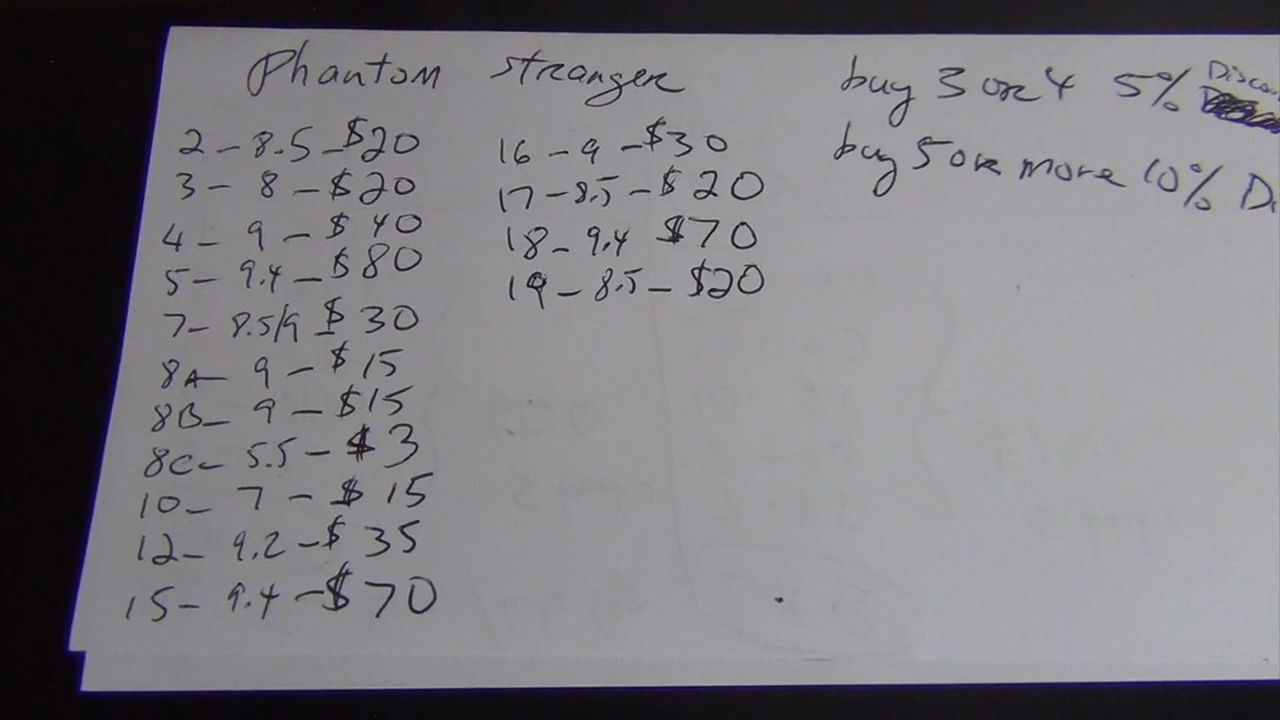 Phantom Stranger
2 - 8.5 - $20
3 - 8 - $20
4 - 9 - $40
5 - 9.4 - $80
7 - 8.5/9 $30
8A - 9 - $15
8B - 9 - $15
8C - 5.5 - $3
10 - 7 - $15
12 - 9.2 - $35
15 - 9.4 - $70
16 - 9 - $30
17 - 8.5 - $20
18 - 9.4 $70
19 - 8.5 - $20
buy 3 or 4 5% Disco
buy 5 or more 10% Di